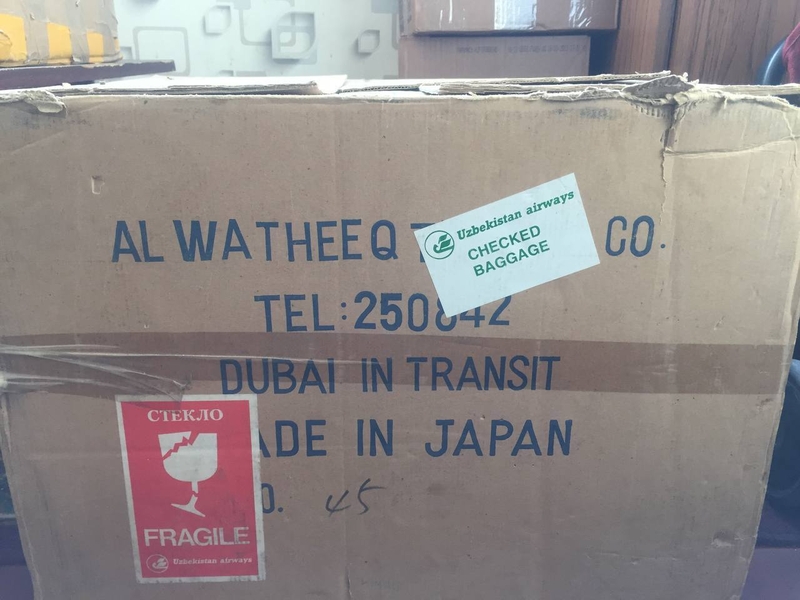 AL WATHEEQ T CO.
Uzbekistan airways
CHECKED
BAGGAGE
TEL:250842
DUBAI IN TRANSIT
ADE IN JAPAN
O. 45
СТЕКЛО
FRAGILE
Uzbekistan airways